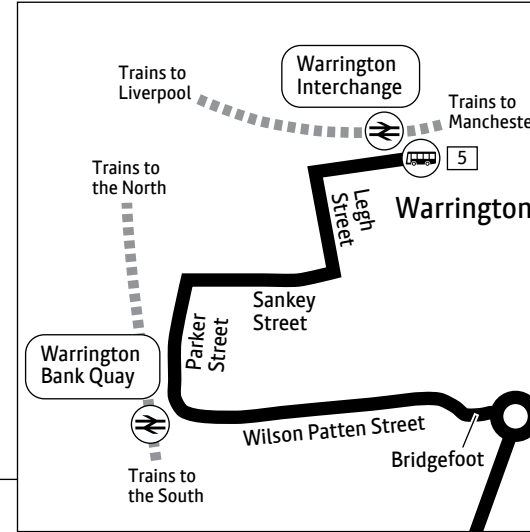 Warrington
Interchange
Trains to
Liverpool
Trains to
Mancheste
5
Trains to
the North
Legh
Street
Warrington
Sankey
Street
Parker
Street
Warrington
Bank Quay
Wilson Patten Street
Bridgefoot
Trains to
the South